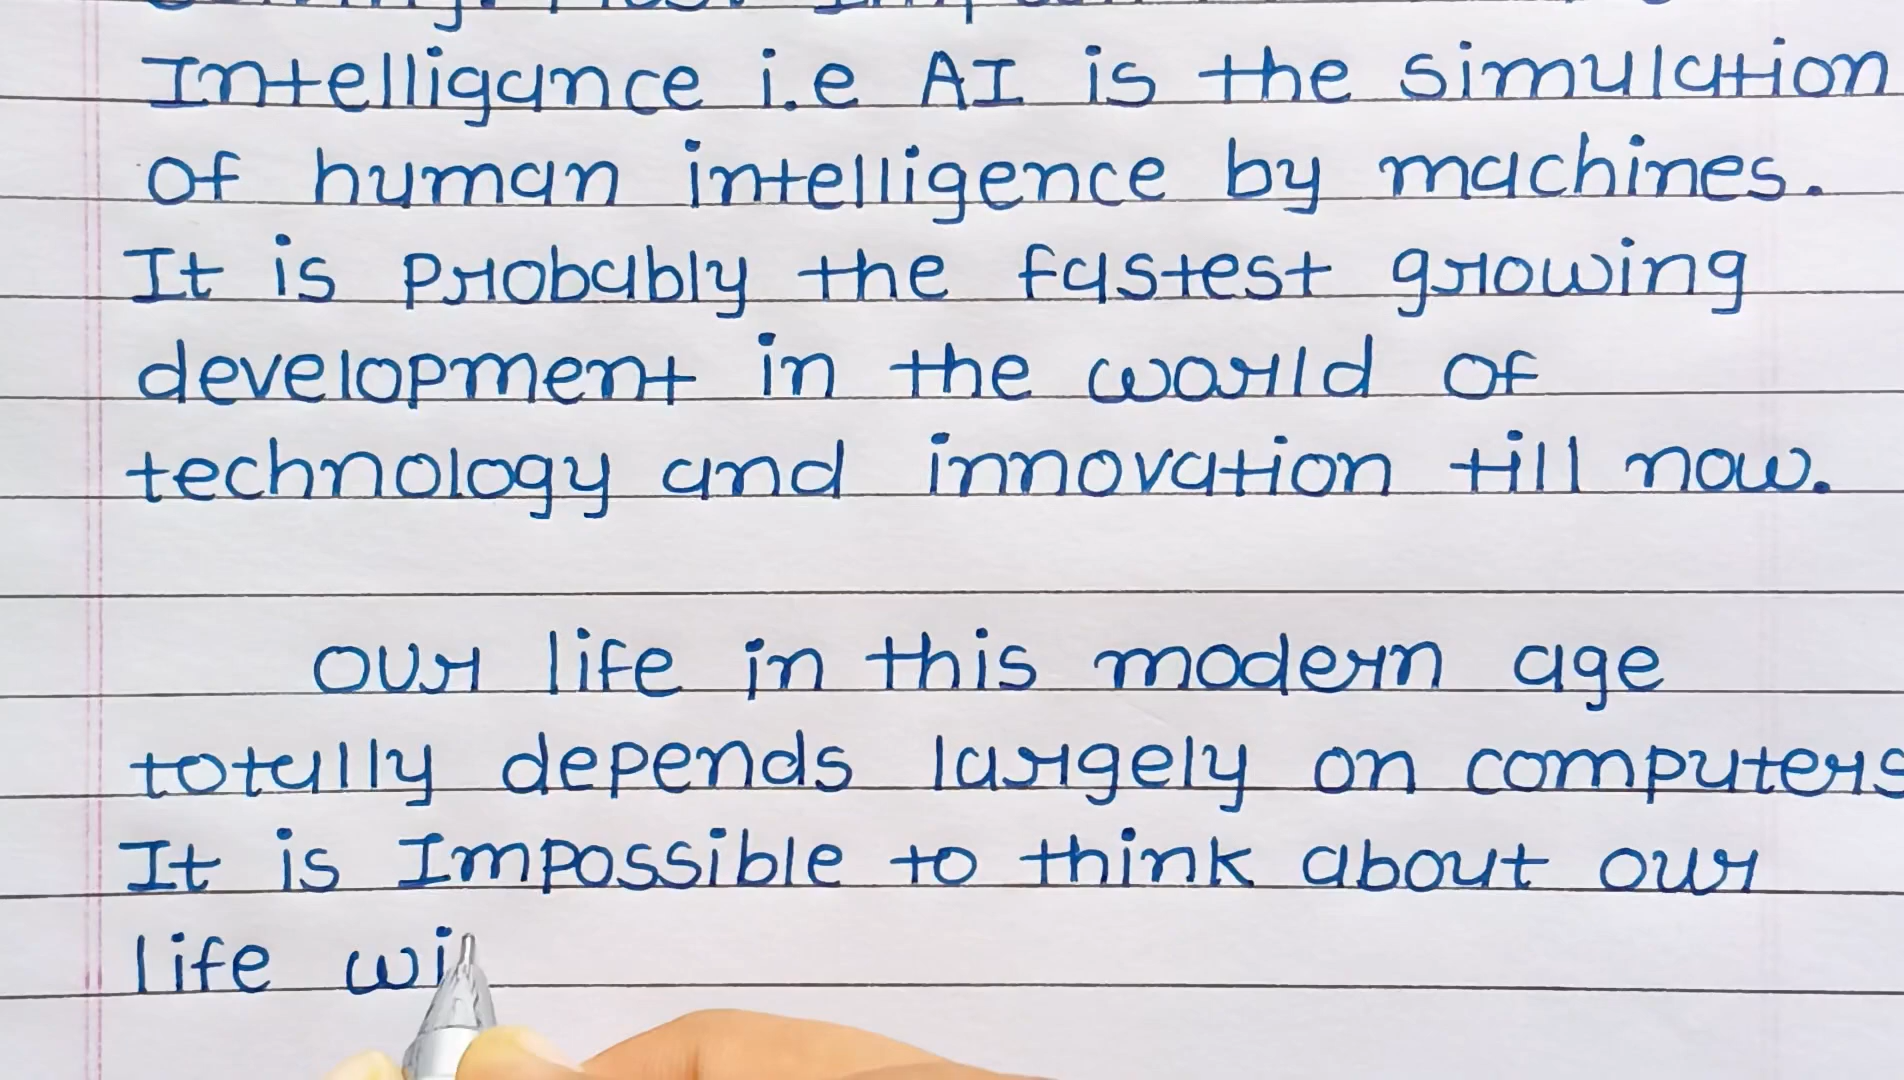 Intelligance i.e AI is the simulation
of human intelligence by machines.
It is probably the fastest growing
development in the world of
technology and innovation till now.
our life in this modern age
totally depends largely on computers
It is Impossible to think about our
life wi